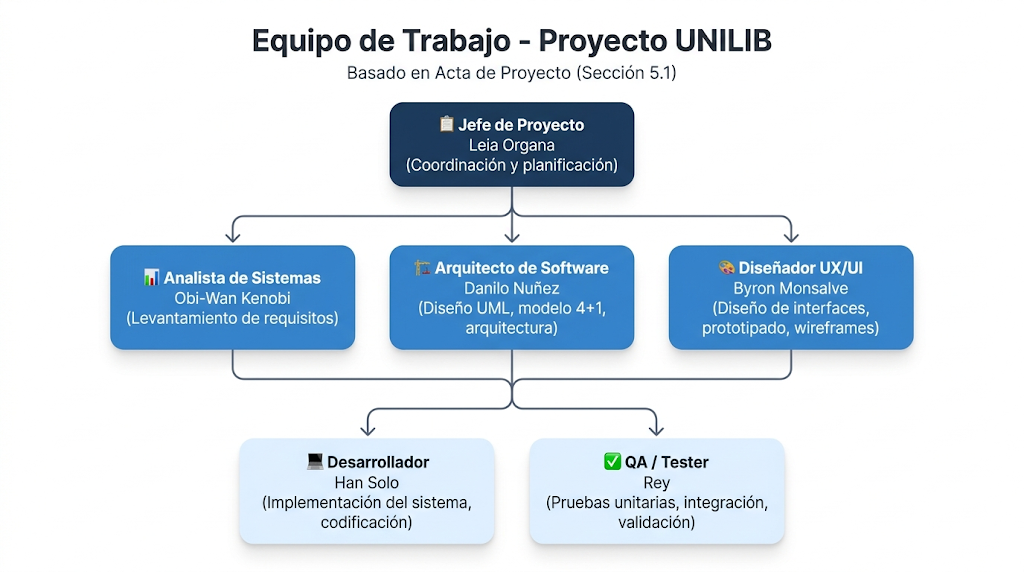 Equipo de Trabajo - Proyecto UNILIB
Basado en Acta de Proyecto (Sección 5.1)
📋 Jefe de Proyecto
Leia Organa
(Coordinación y planificación)
📊 Analista de Sistemas
Obi-Wan Kenobi
(Levantamiento de requisitos)
🏗️ Arquitecto de Software
Danilo Nuñez
(Diseño UML, modelo 4+1,
arquitectura)
🎨 Diseñador UX/UI
Byron Monsalve
(Diseño de interfaces,
prototipado, wireframes)
💻 Desarrollador
Han Solo
(Implementación del sistema,
codificación)
✅ QA / Tester
Rey
(Pruebas unitarias, integración,
validación)